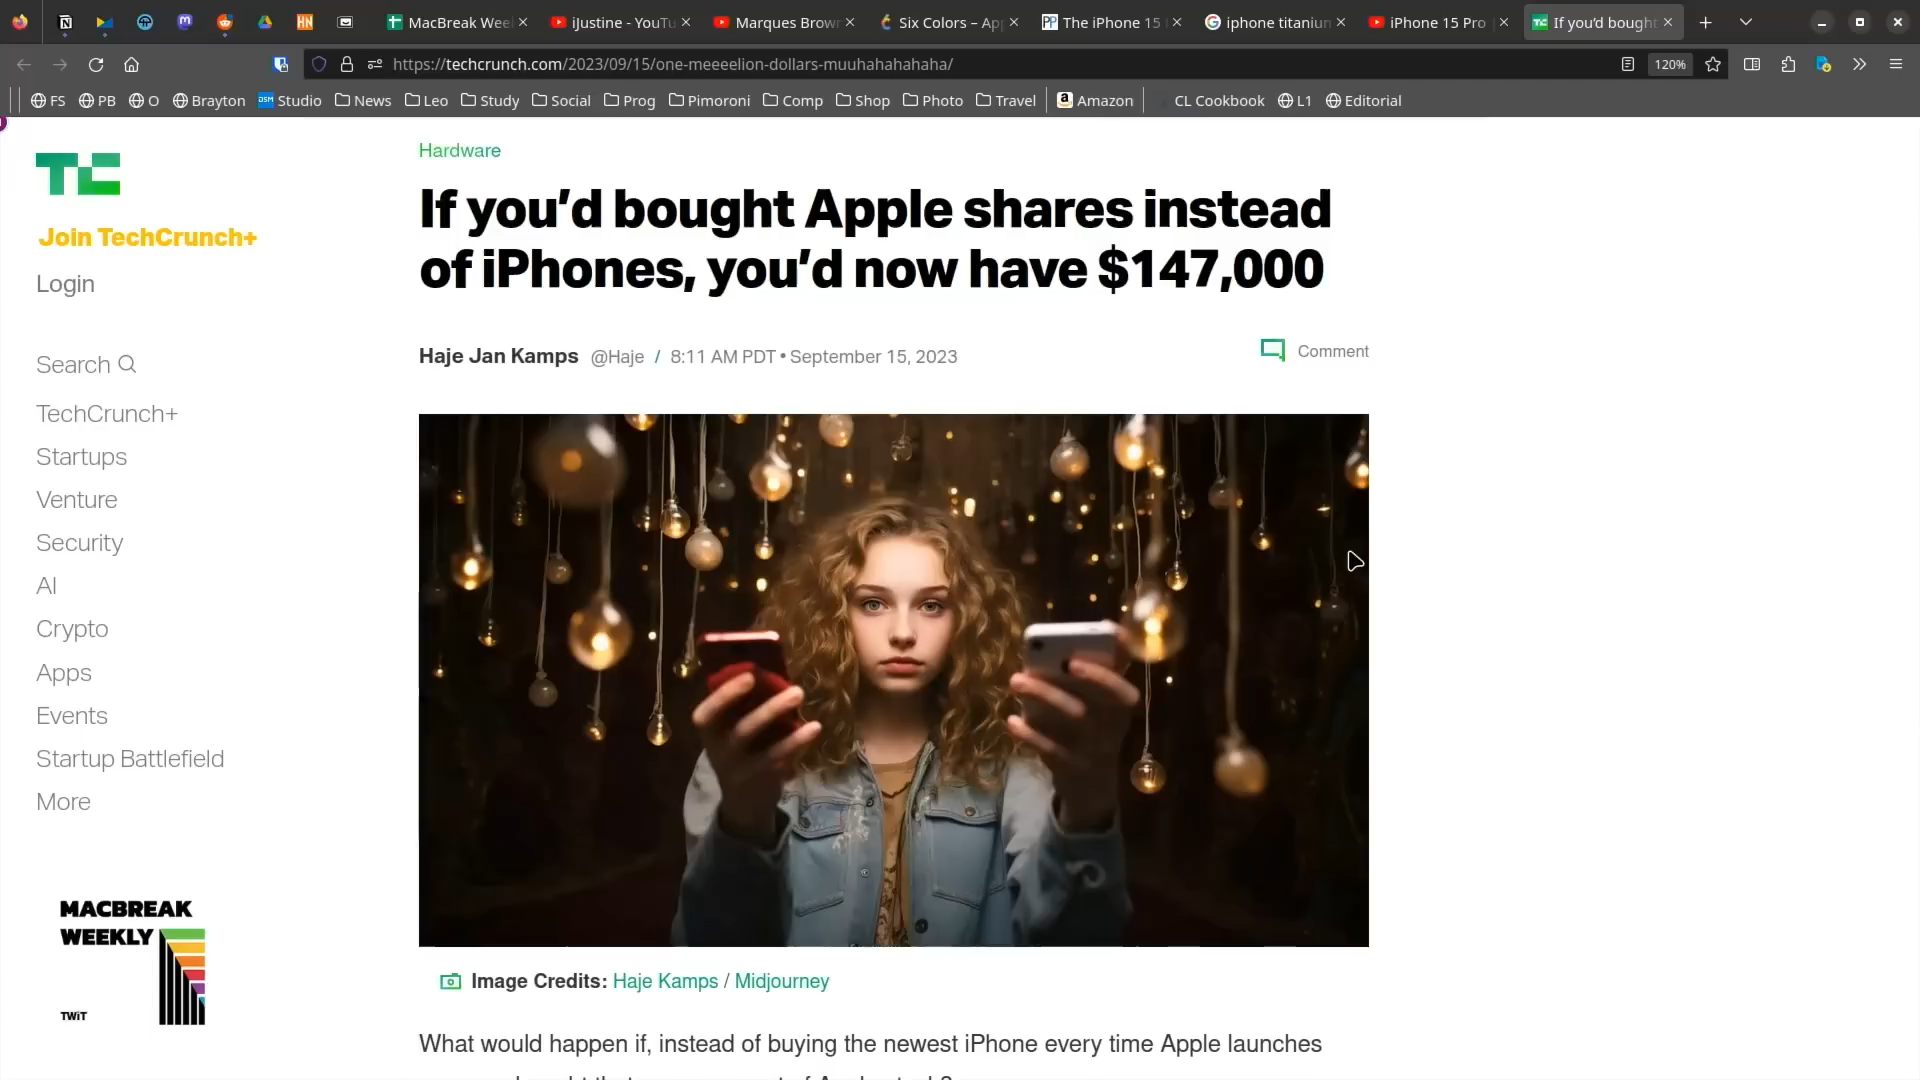 MacBreak Wee
iJustine - YouTu
Marques Brow
Six Colors – Ap
The iPhone 15
iphone titaniun
iPhone 15 Pro
If you'd bought
https://techcrunch.com/2023/09/15/one-meeeelion-dollars-muuhahahahaha/
120%
FS PB O Brayton DSM Studio News Leo Study Social Prog Pimoroni Comp Shop Photo Travel Amazon CL Cookbook L1 Editorial
TC
Join TechCrunch+
Login
Search
TechCrunch+
Startups
Venture
Security
AI
Crypto
Apps
Events
Startup Battlefield
More
MACBREAK
WEEKLY
TWiT
Hardware
If you’d bought Apple shares instead
of iPhones, you’d now have $147,000
Haje Jan Kamps @Haje / 8:11 AM PDT • September 15, 2023
Comment
Image Credits: Haje Kamps / Midjourney
What would happen if, instead of buying the newest iPhone every time Apple launches